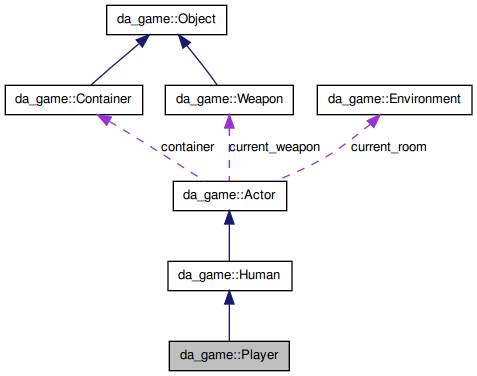 da_game::Object
da_game::Container
da_game::Weapon
da_game::Environment
container
current_weapon
current_room
da_game::Actor
da_game::Human
da_game::Player